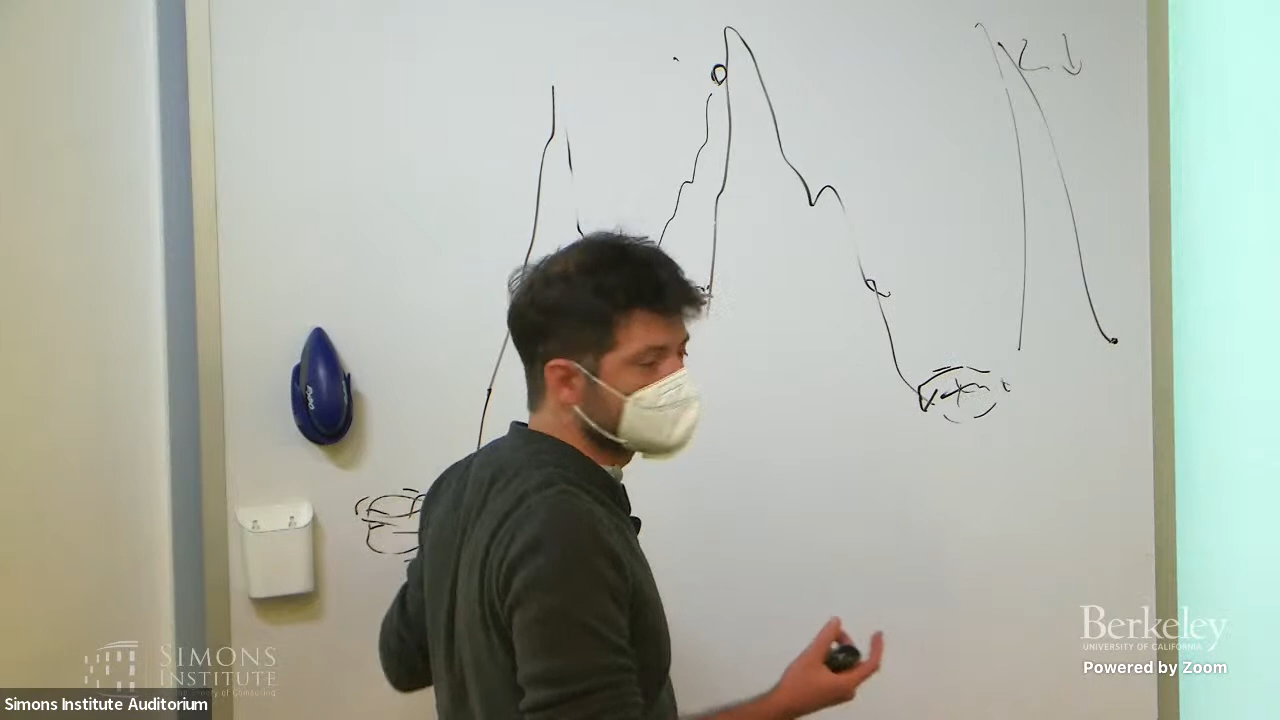 SIMONS
INSTITUTE
Berkeley
UNIVERSITY OF CALIFORNIA
Powered by Zoom
Simons Institute Auditorium